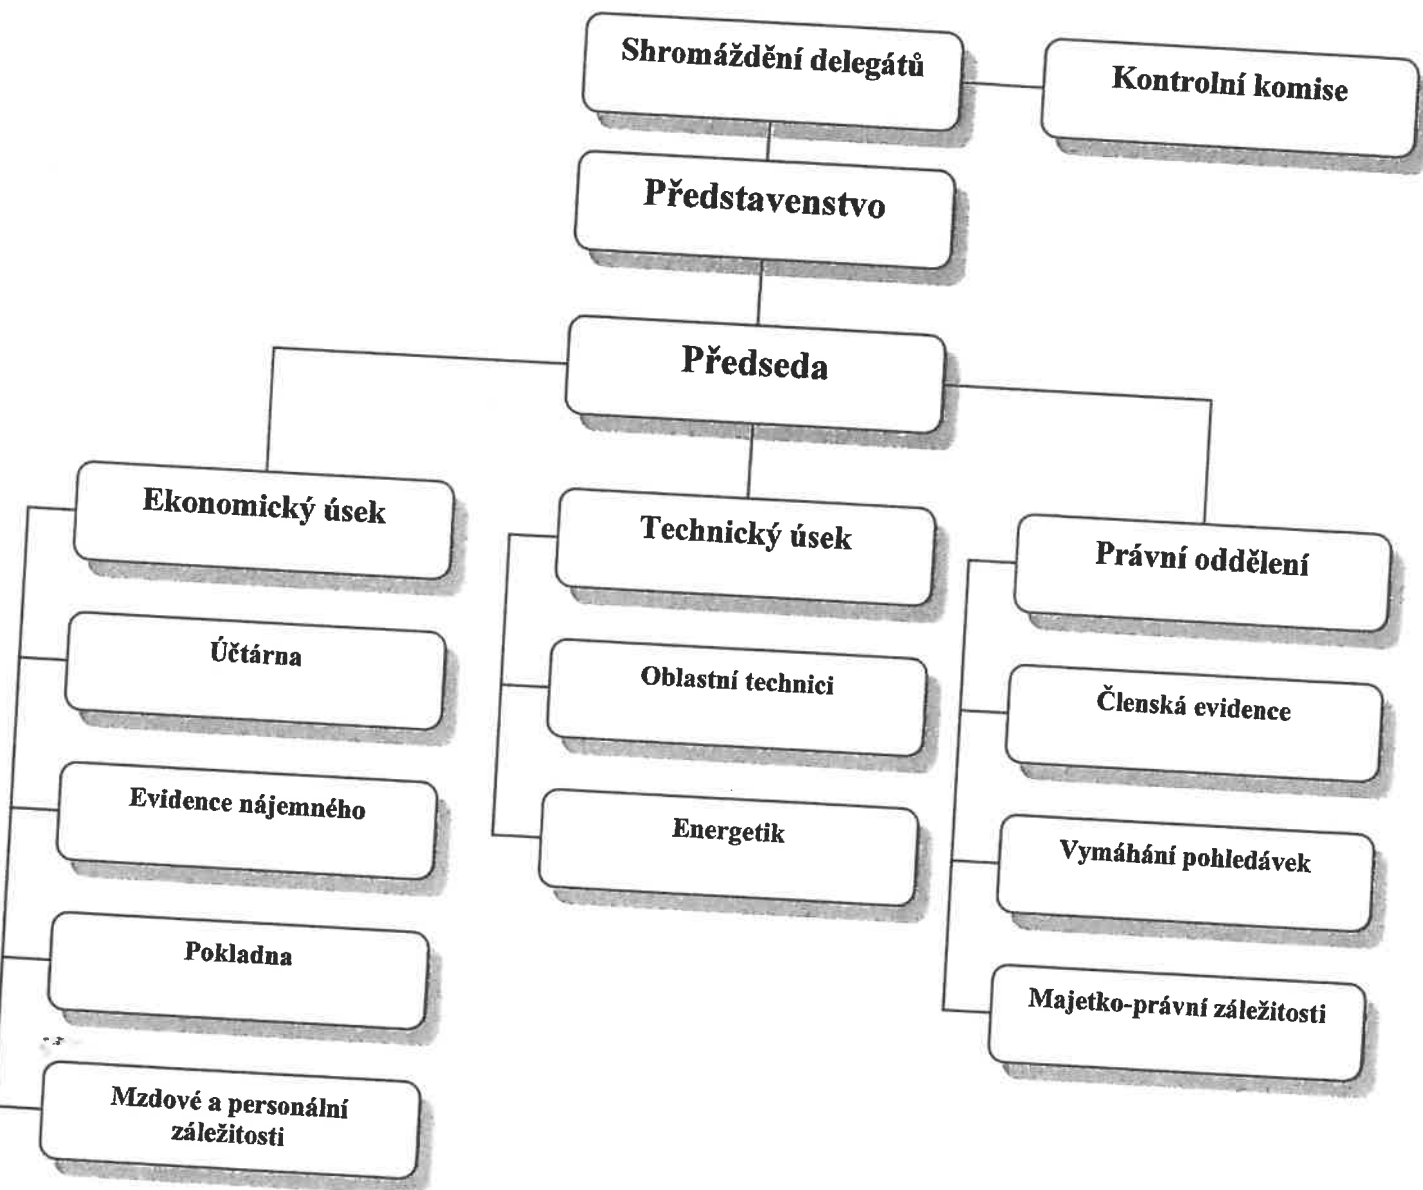 Shromáždění delegátů
Kontrolní komise
Představenstvo
Předseda
Ekonomický úsek
Technický úsek
Právní oddělení
Účtárna
Oblastní technici
Členská evidence
Evidence nájemného
Energetik
Vymáhání pohledávek
Pokladna
Majetko-právní záležitosti
Mzdové a personální
záležitosti